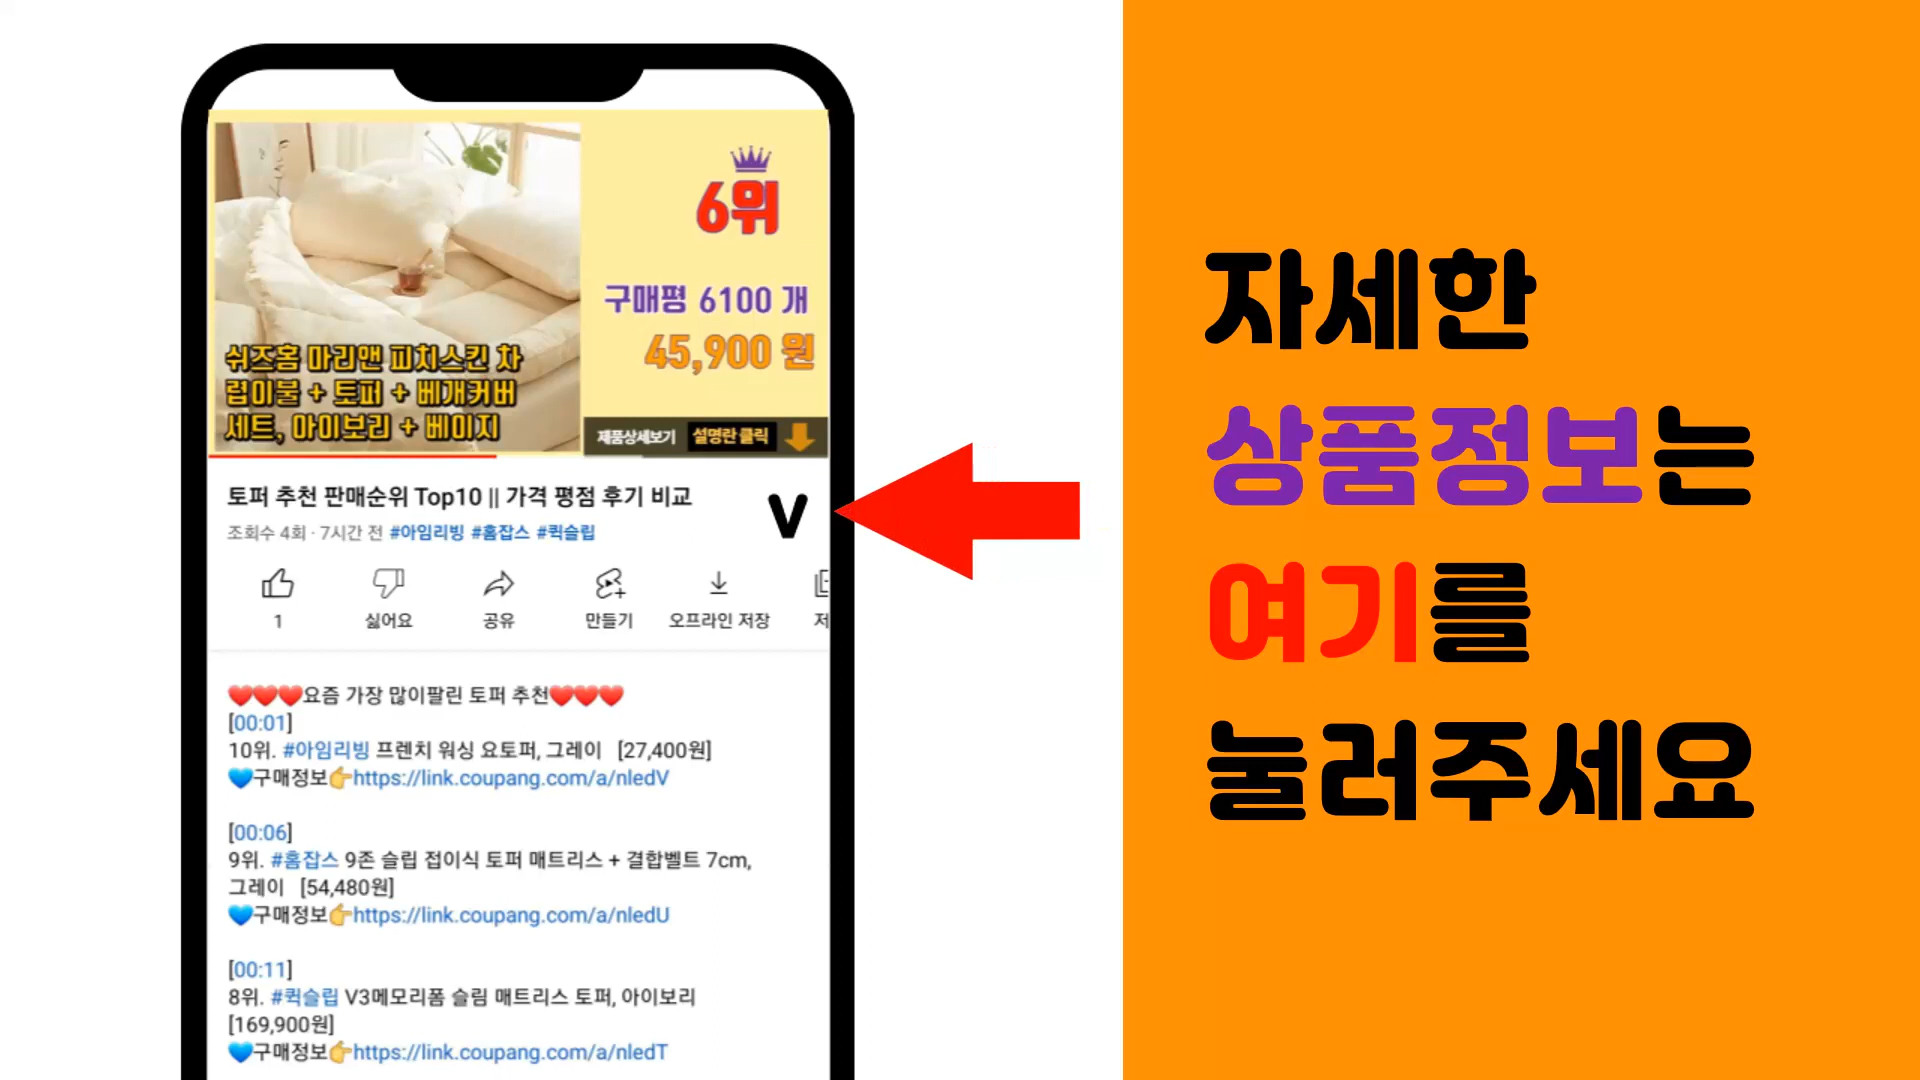 6위
구매평 6100 개
45,900 원
쉬즈홈 마리앤 피치스킨 차
렵이불 + 토퍼 + 베개커버
세트, 아이보리 + 베이지
제품상세보기 설명란 클릭
토퍼 추천 판매순위 Top10 || 가격 평점 후기 비교
V
조회수 4회 · 7시간 전 #아임리빙 #홈잡스 #퀵슬립
1 싫어요 공유 만들기 오프라인 저장 저
❤️❤️❤️요즘 가장 많이팔린 토퍼 추천❤️❤️❤️
[00:01]
10위. #아임리빙 프렌치 워싱 요토퍼, 그레이 [27,400원]
💙구매정보👉https://link.coupang.com/a/nledV
[00:06]
9위. #홈잡스 9존 슬립 접이식 토퍼 매트리스 + 결합벨트 7cm,
그레이 [54,480원]
💙구매정보👉https://link.coupang.com/a/nledU
[00:11]
8위. #퀵슬립 V3메모리폼 슬림 매트리스 토퍼, 아이보리
[169,900원]
💙구매정보👉https://link.coupang.com/a/nledT
자세한
상품정보는
여기를
눌러주세요